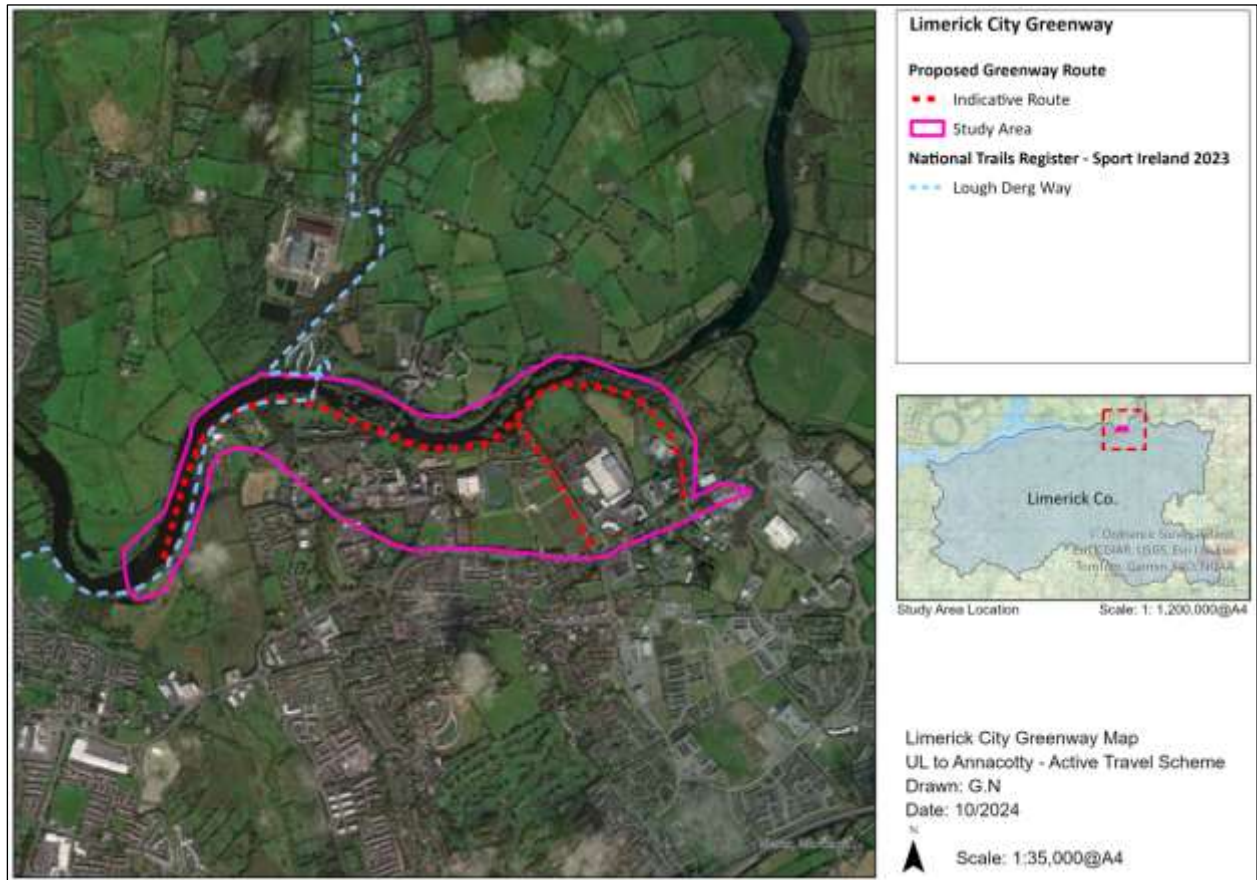 Limerick City Greenway
Proposed Greenway Route
Indicative Route
Study Area
National Trails Register - Sport Ireland 2023
Lough Derg Way
Limerick Co.
Study Area Location
Scale: 1: 1,200,000@A4
Limerick City Greenway Map
UL to Annacotty - Active Travel Scheme
Drawn: G.N
Date: 10/2024
N
Scale: 1:35,000@A4